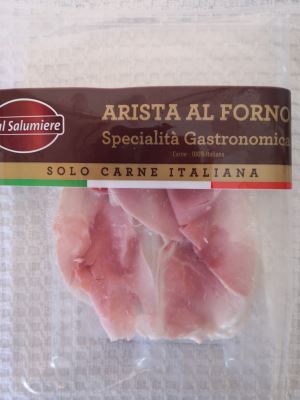 al Salumiere
ARISTA AL FORNO
Specialità Gastronomica
Carne - 100% Italiana
SOLO CARNE ITALIANA